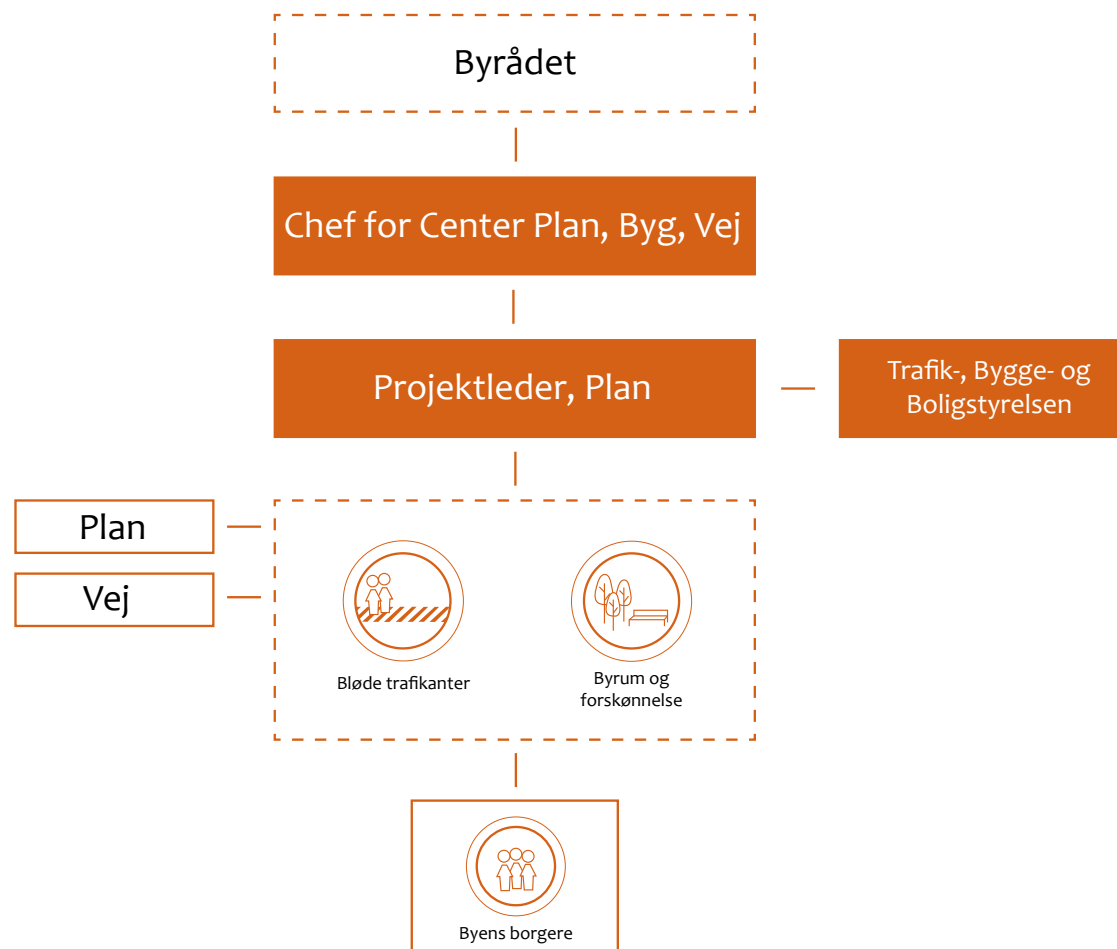 Byrådet
Chef for Center Plan, Byg, Vej
Projektleder, Plan
Trafik-, Bygge- og
Boligstyrelsen
Plan
Vej
Bløde trafikanter
Byrum og
forskønnelse
Byens borgere